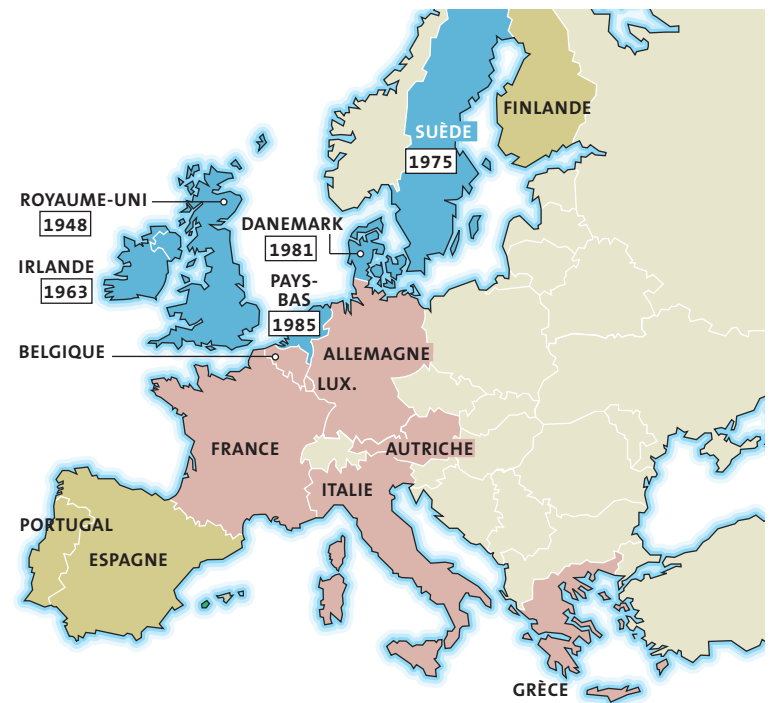 FINLANDE
SUÈDE
1975
ROYAUME-UNI
1948
DANEMARK
1981
IRLANDE
1963
PAYS-
BAS
1985
BELGIQUE
ALLEMAGNE
LUX.
FRANCE
AUTRICHE
ITALIE
PORTUGAL
ESPAGNE
GRÈCE